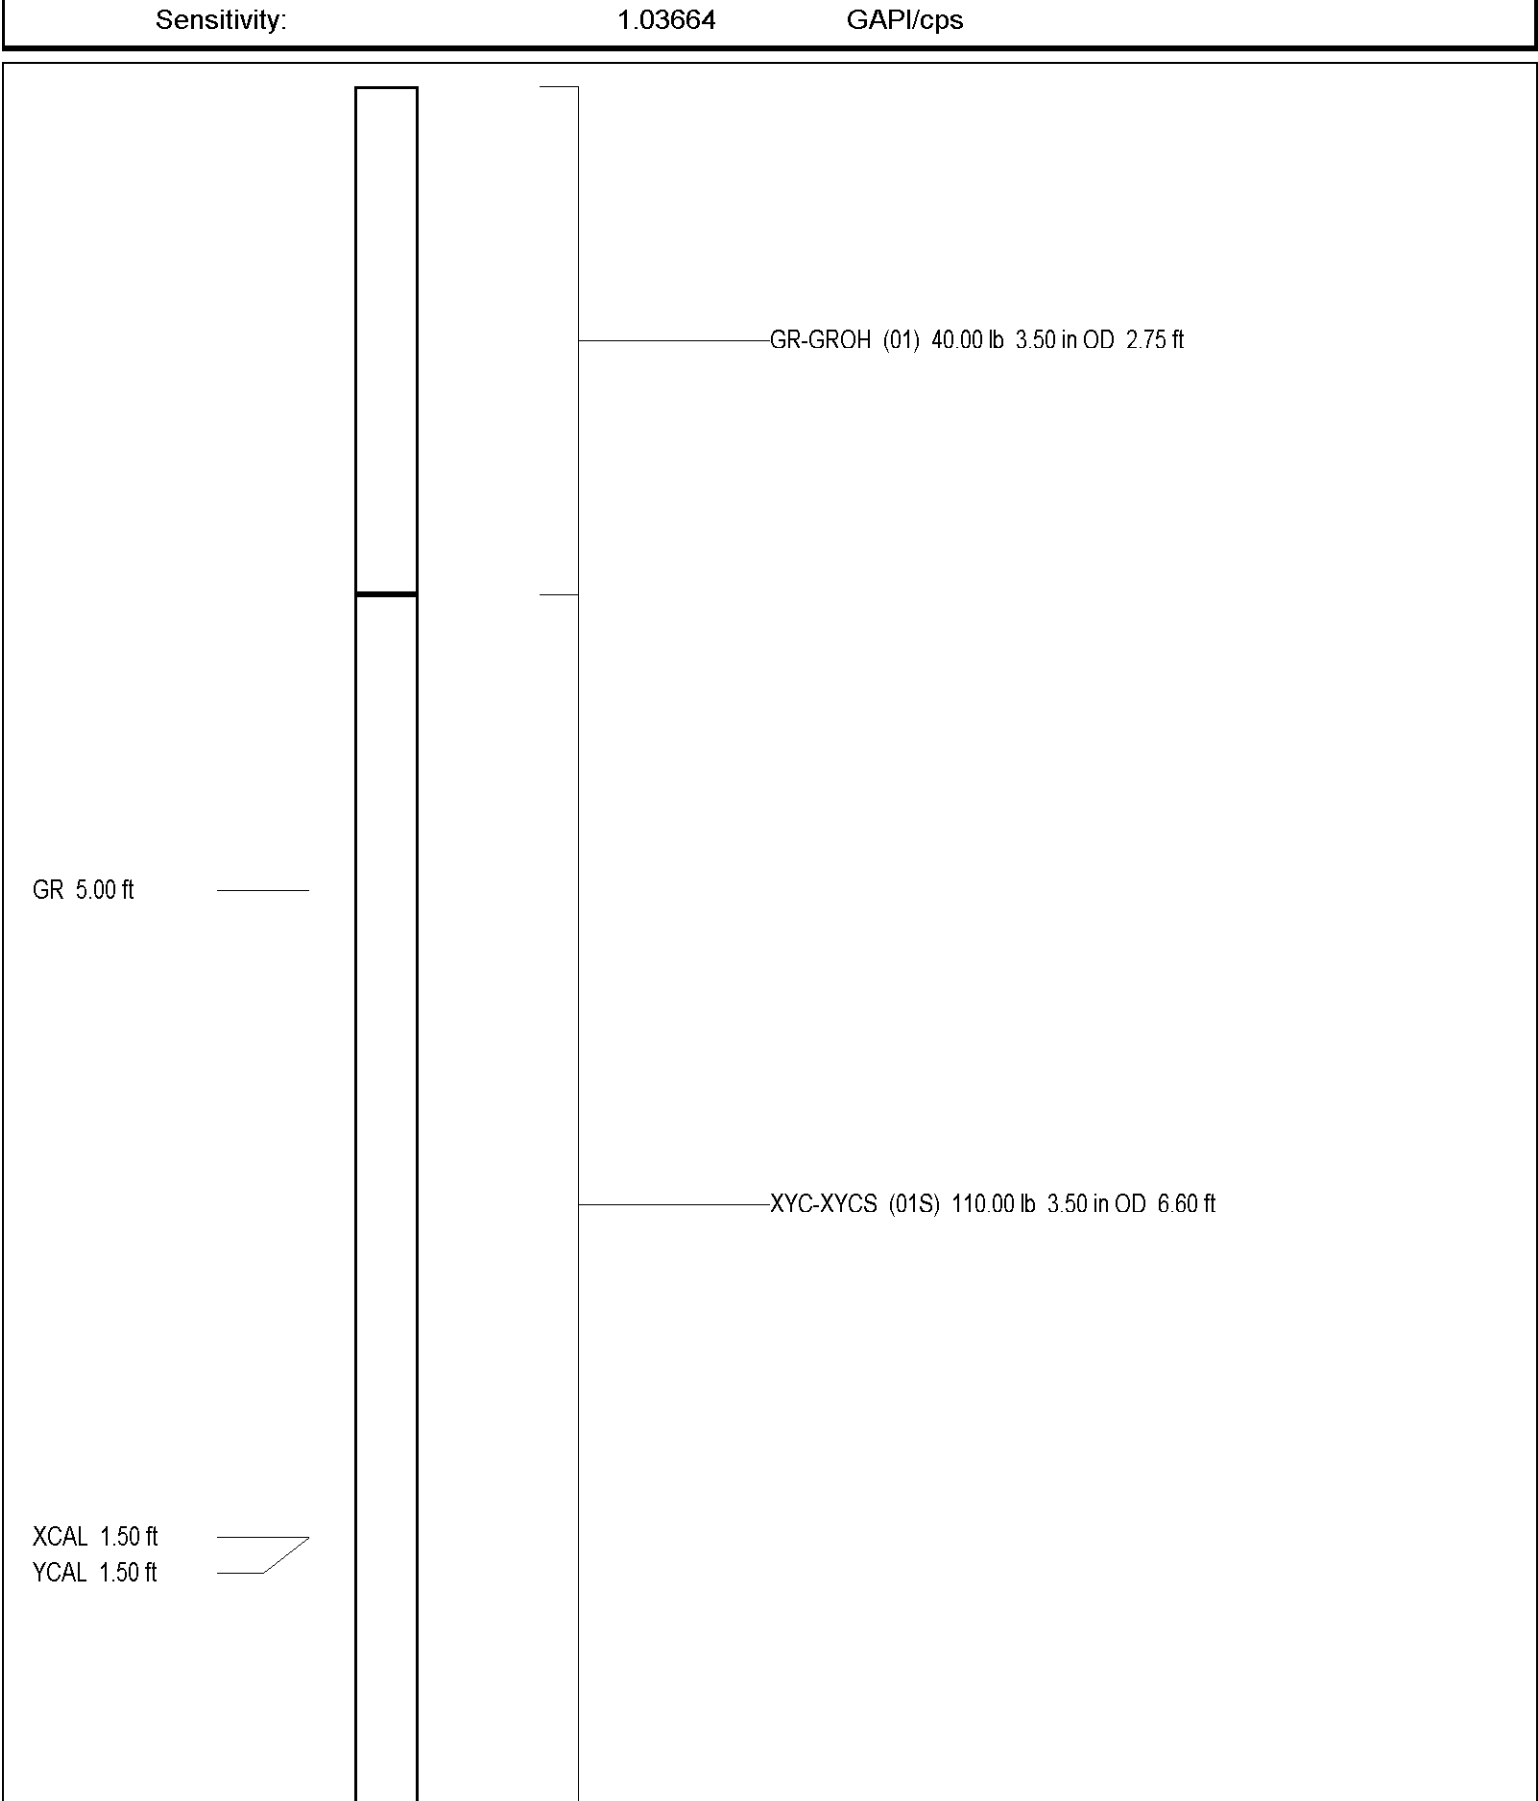 Sensitivity: 1.03664 GAPI/cps
GR-GROH (01) 40.00 lb 3.50 in OD 2.75 ft
GR 5.00 ft
XYC-XYCS (01S) 110.00 lb 3.50 in OD 6.60 ft
XCAL 1.50 ft
YCAL 1.50 ft